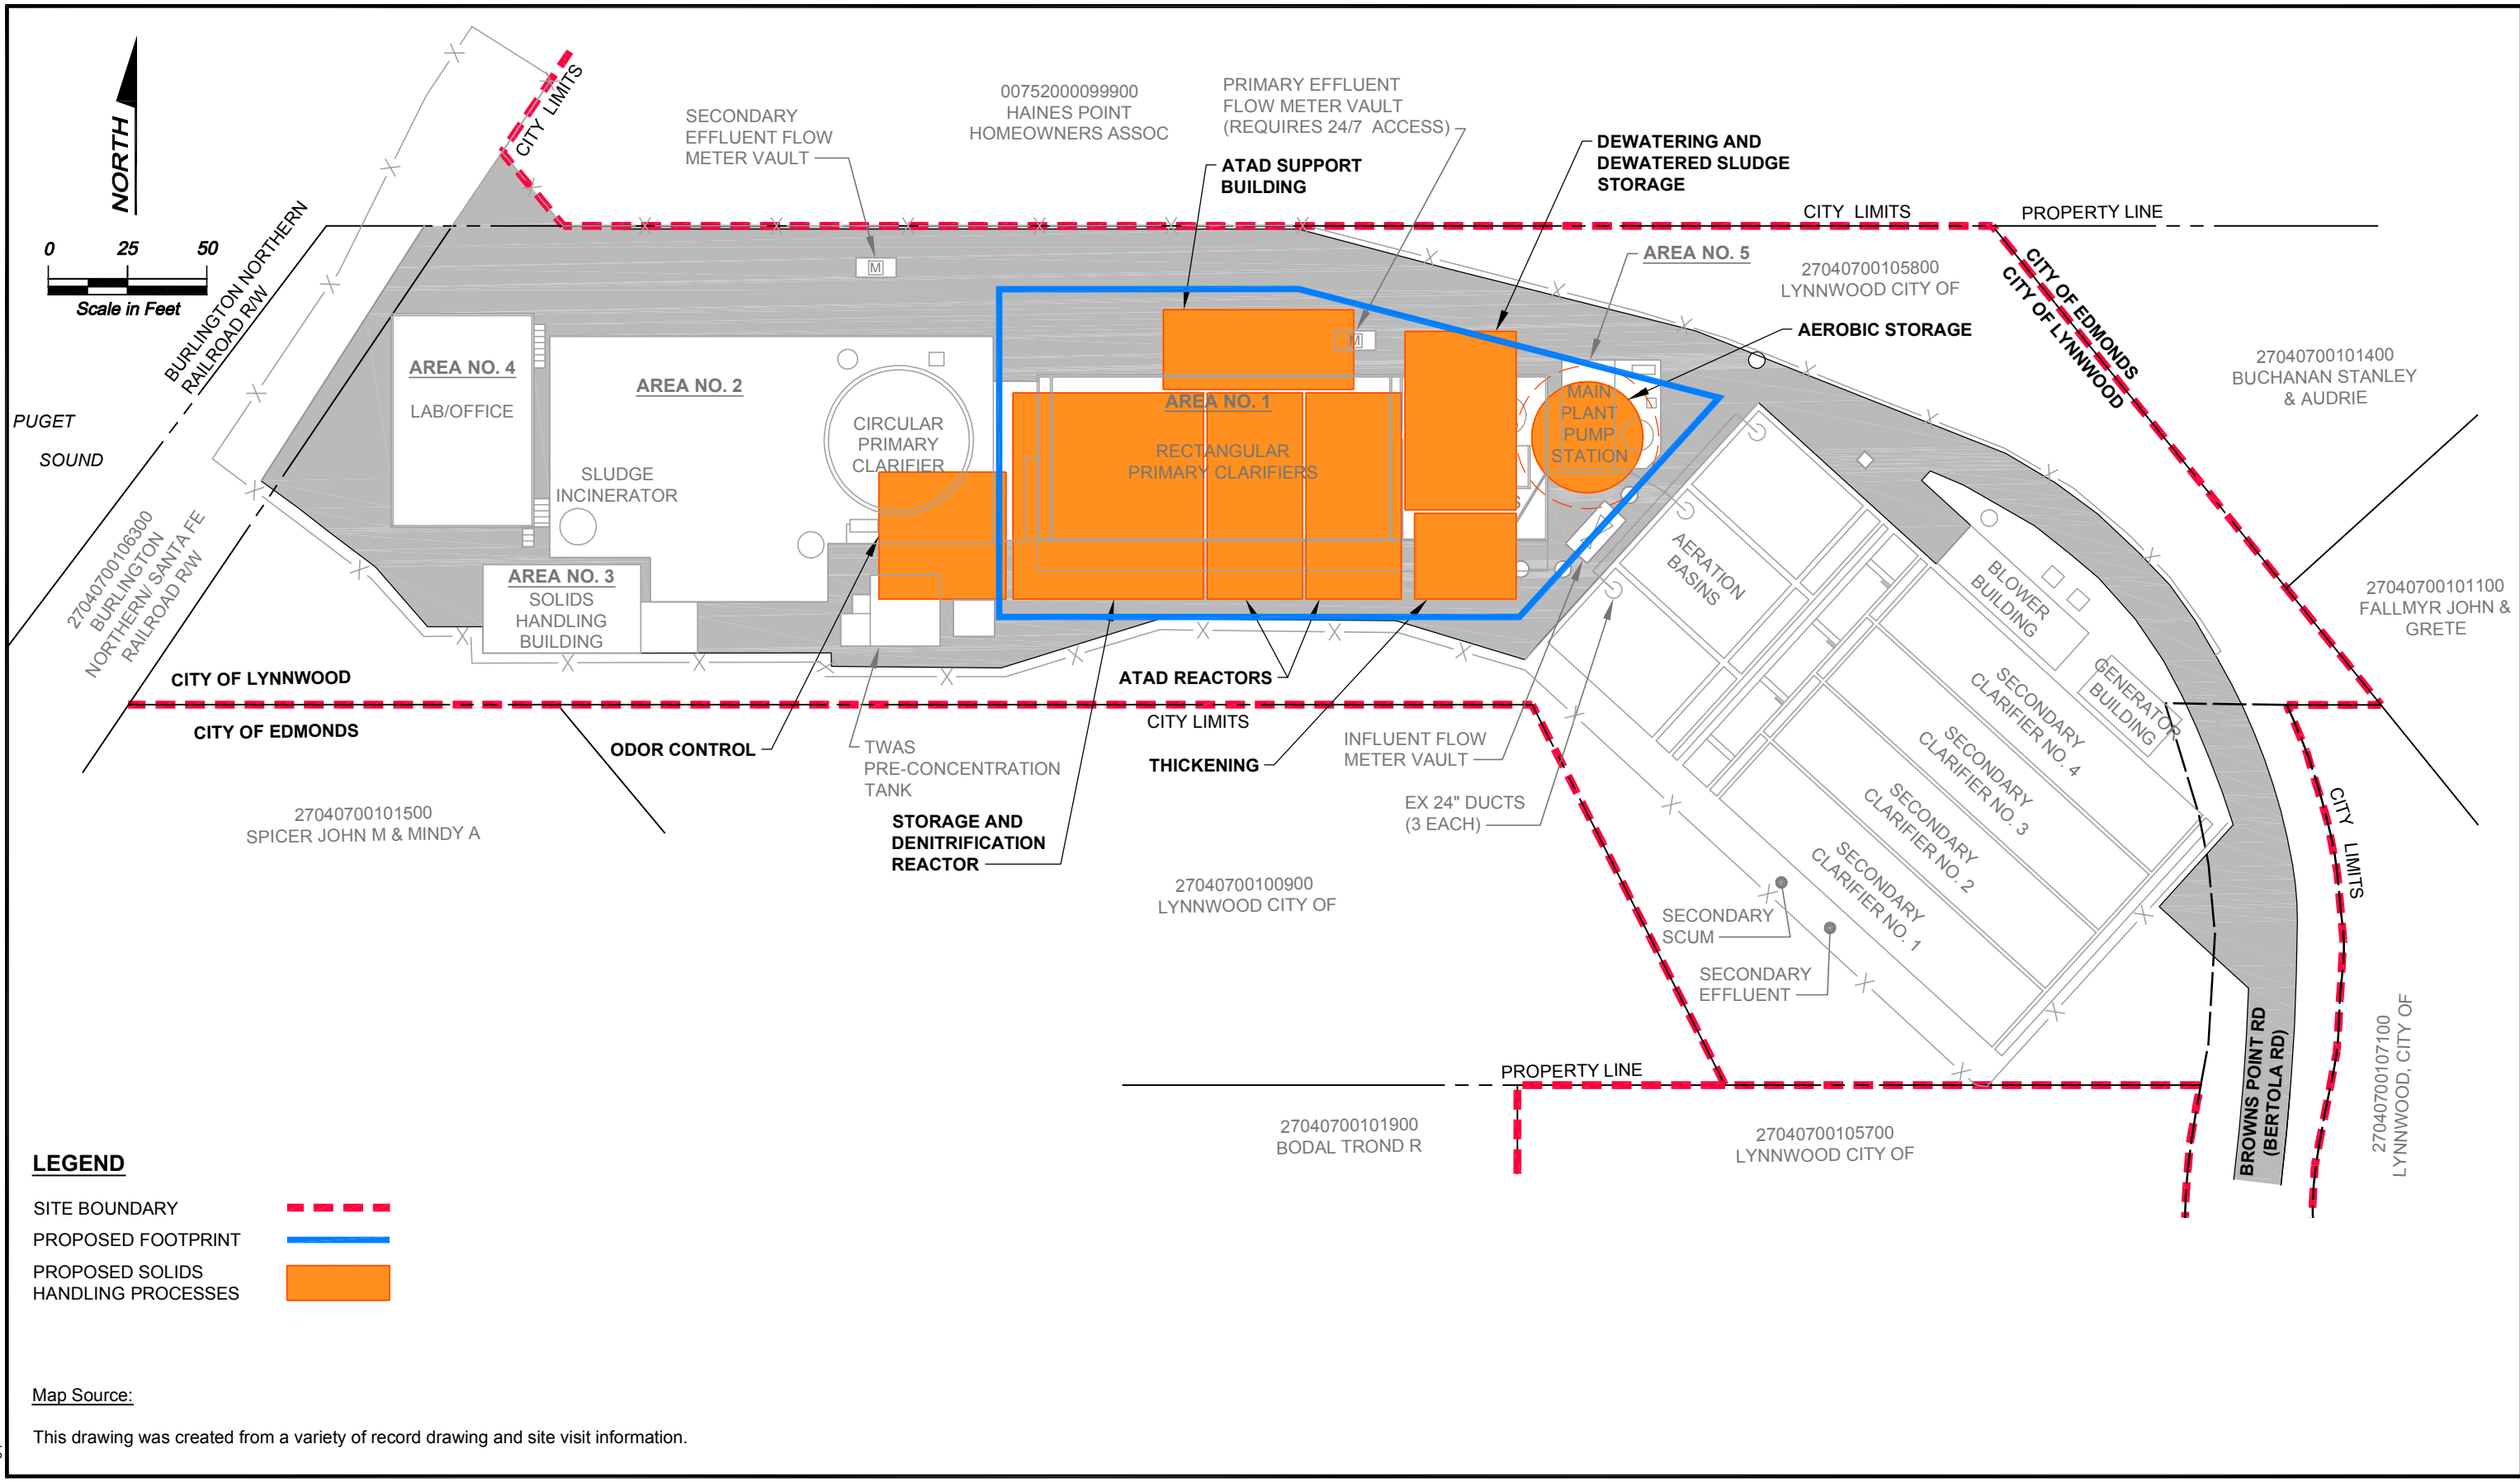 NORTH
0 25 50
Scale in Feet
PUGET
SOUND
BURLINGTON NORTHERN
RAILROAD R/W
27040700106300
BURLINGTON
NORTHERN/ SANTA FE
RAILROAD R/W
CITY LIMITS
SECONDARY
EFFLUENT FLOW
METER VAULT
M
00752000099900
HAINES POINT
HOMEOWNERS ASSOC
PRIMARY EFFLUENT
FLOW METER VAULT
(REQUIRES 24/7 ACCESS)
M
ATAD SUPPORT
BUILDING
DEWATERING AND
DEWATERED SLUDGE
STORAGE
CITY LIMITS
PROPERTY LINE
AREA NO. 5
27040700105800
LYNNWOOD CITY OF
AEROBIC STORAGE
CITY OF EDMONDS
CITY OF LYNNWOOD
27040700101400
BUCHANAN STANLEY
& AUDRIE
27040700101100
FALLMYR JOHN &
GRETE
AREA NO. 4
LAB/OFFICE
AREA NO. 2
SLUDGE
INCINERATOR
CIRCULAR
PRIMARY
CLARIFIER
AREA NO. 1
RECTANGULAR
PRIMARY CLARIFIERS
MAIN
PLANT
PUMP
STATION
AREA NO. 3
SOLIDS
HANDLING
BUILDING
AERATION
BASINS
BLOWER
BUILDING
GENERATOR
BUILDING
SECONDARY
CLARIFIER NO. 4
SECONDARY
CLARIFIER NO. 3
SECONDARY
CLARIFIER NO. 2
SECONDARY
CLARIFIER NO. 1
CITY OF LYNNWOOD
CITY OF EDMONDS
ODOR CONTROL
TWAS
PRE-CONCENTRATION
TANK
STORAGE AND
DENITRIFICATION
REACTOR
ATAD REACTORS
CITY LIMITS
THICKENING
INFLUENT FLOW
METER VAULT
EX 24" DUCTS
(3 EACH)
27040700101500
SPICER JOHN M & MINDY A
27040700100900
LYNNWOOD CITY OF
SECONDARY
SCUM
SECONDARY
EFFLUENT
CITY LIMITS
PROPERTY LINE
27040700101900
BODAL TROND R
27040700105700
LYNNWOOD CITY OF
BROWNS POINT RD
(BERTOLA RD)
27040700107100
LYNNWOOD, CITY OF
LEGEND
SITE BOUNDARY
PROPOSED FOOTPRINT
PROPOSED SOLIDS
HANDLING PROCESSES
Map Source:
This drawing was created from a variety of record drawing and site visit information.